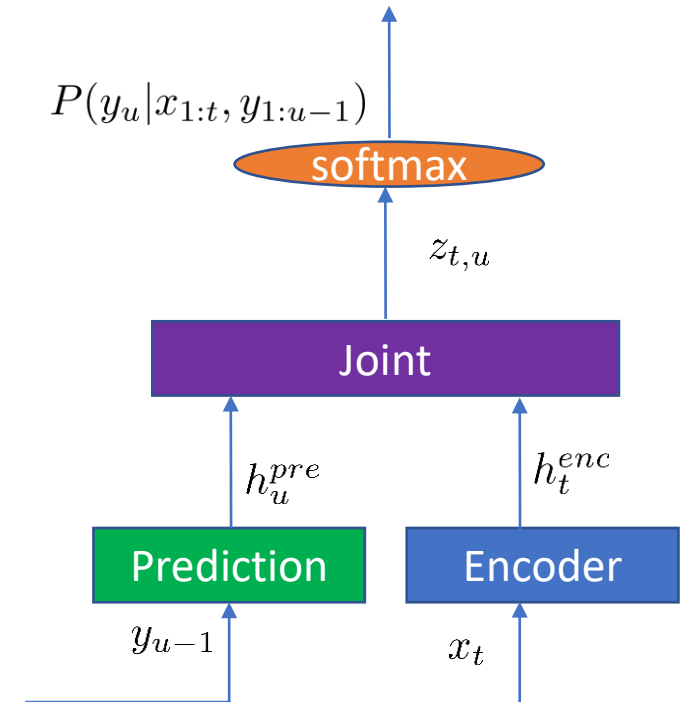 P(y_u|x_{1:t}, y_{1:u−1})
softmax
z_{t,u}
Joint
h_u^{pre}
h_t^{enc}
Prediction
Encoder
y_{u−1}
x_t